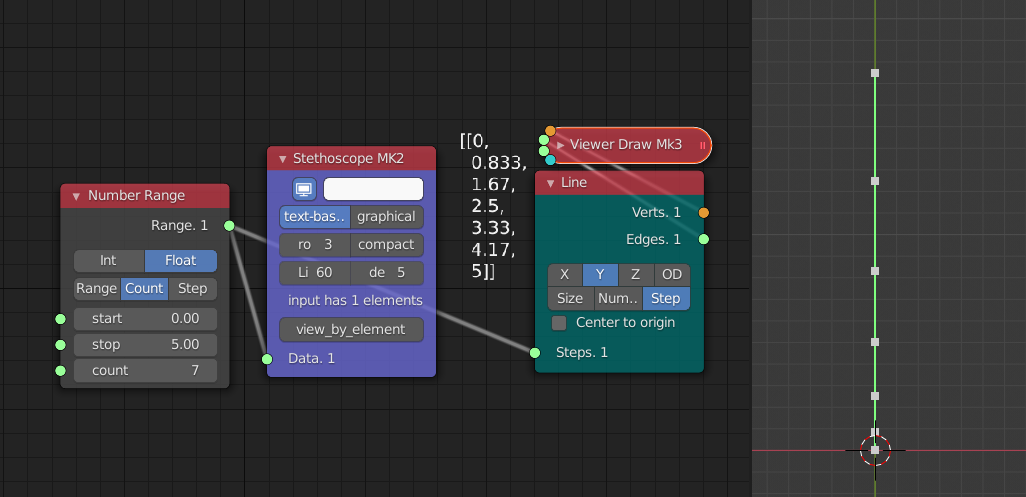 Number Range
Range. 1
Int Float
Range Count Step
start 0.00
stop 5.00
count 7
Stethoscope MK2
text-bas.. graphical
ro 3 compact
Li 60 de 5
input has 1 elements
view_by_element
Data. 1
[[0,
0.833,
1.67,
2.5,
3.33,
4.17,
5]]
Viewer Draw Mk3
Line
Verts. 1
Edges. 1
X Y Z OD
Size Num.. Step
Center to origin
Steps. 1